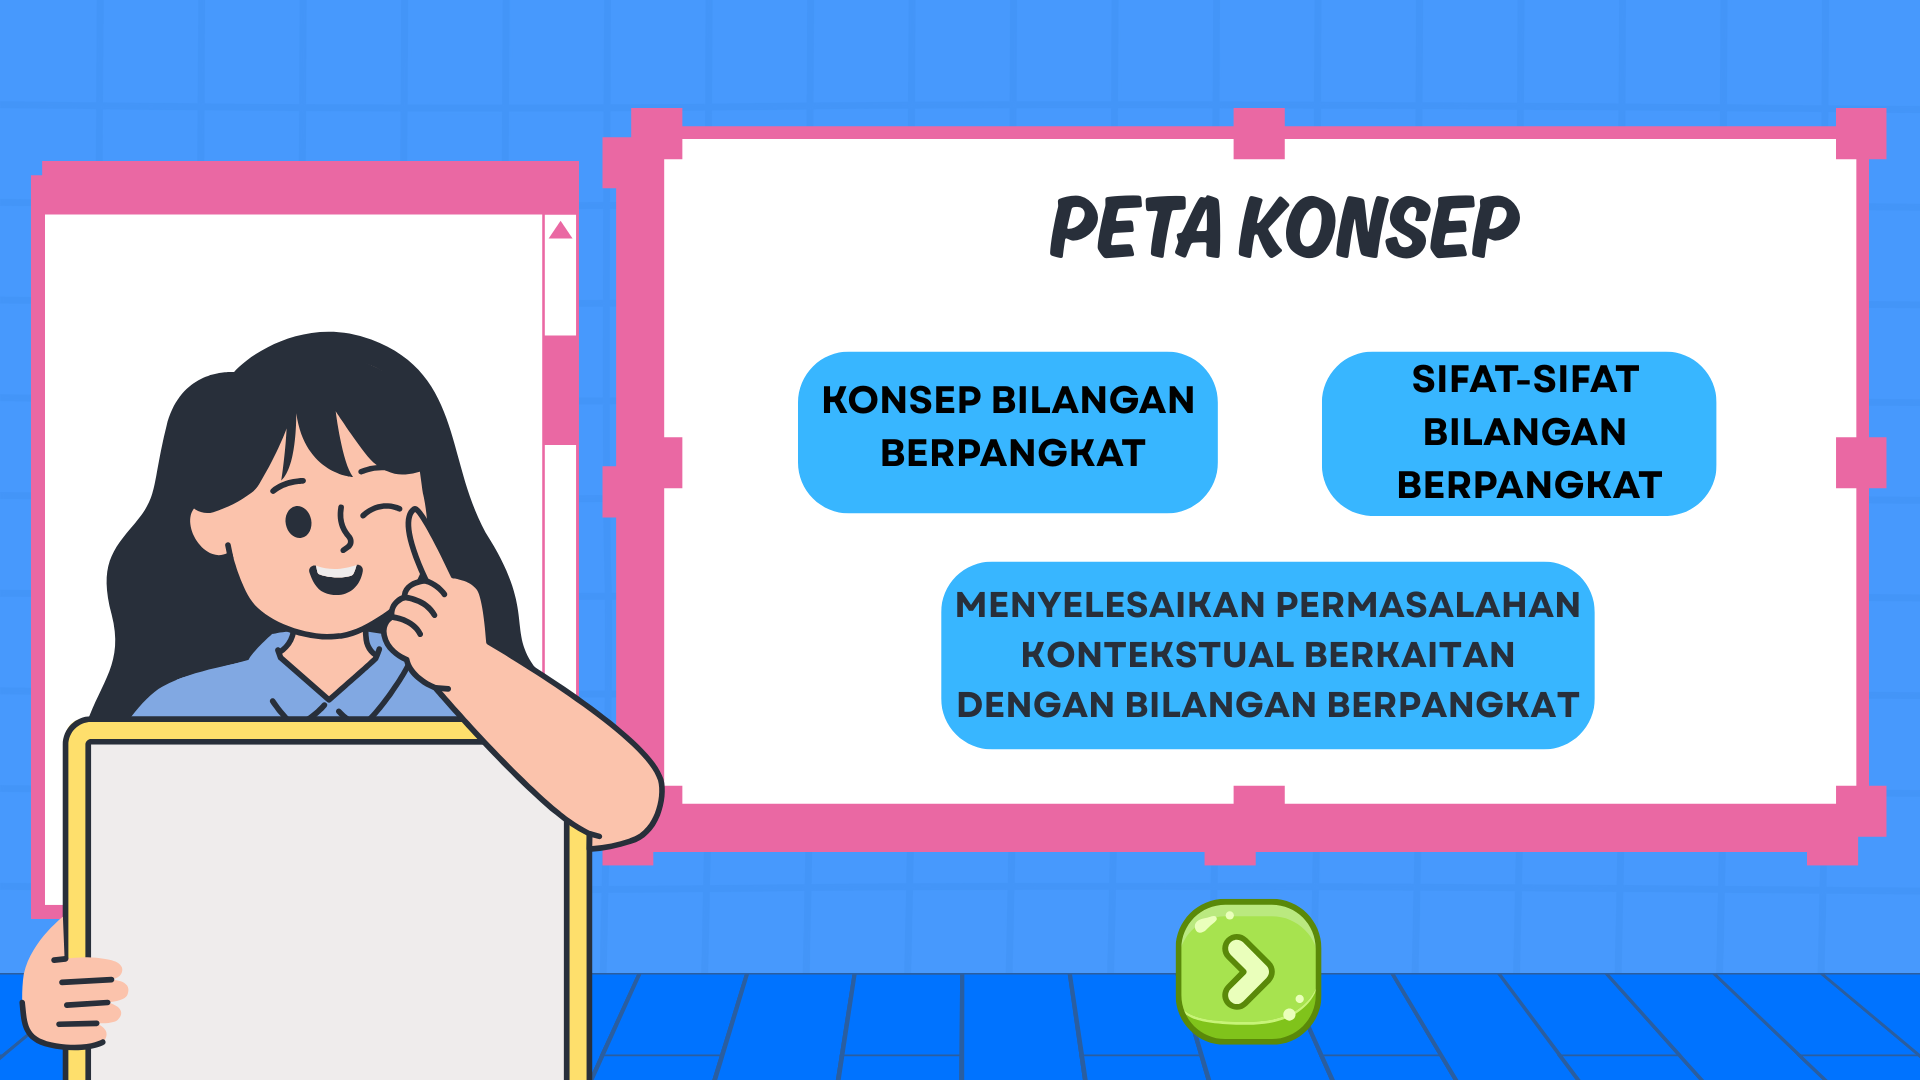 PETA KONSEP
KONSEP BILANGAN
BERPANGKAT
SIFAT-SIFAT
BILANGAN
BERPANGKAT
MENYELESAIKAN PERMASALAHAN
KONTEKSTUAL BERKAITAN
DENGAN BILANGAN BERPANGKAT